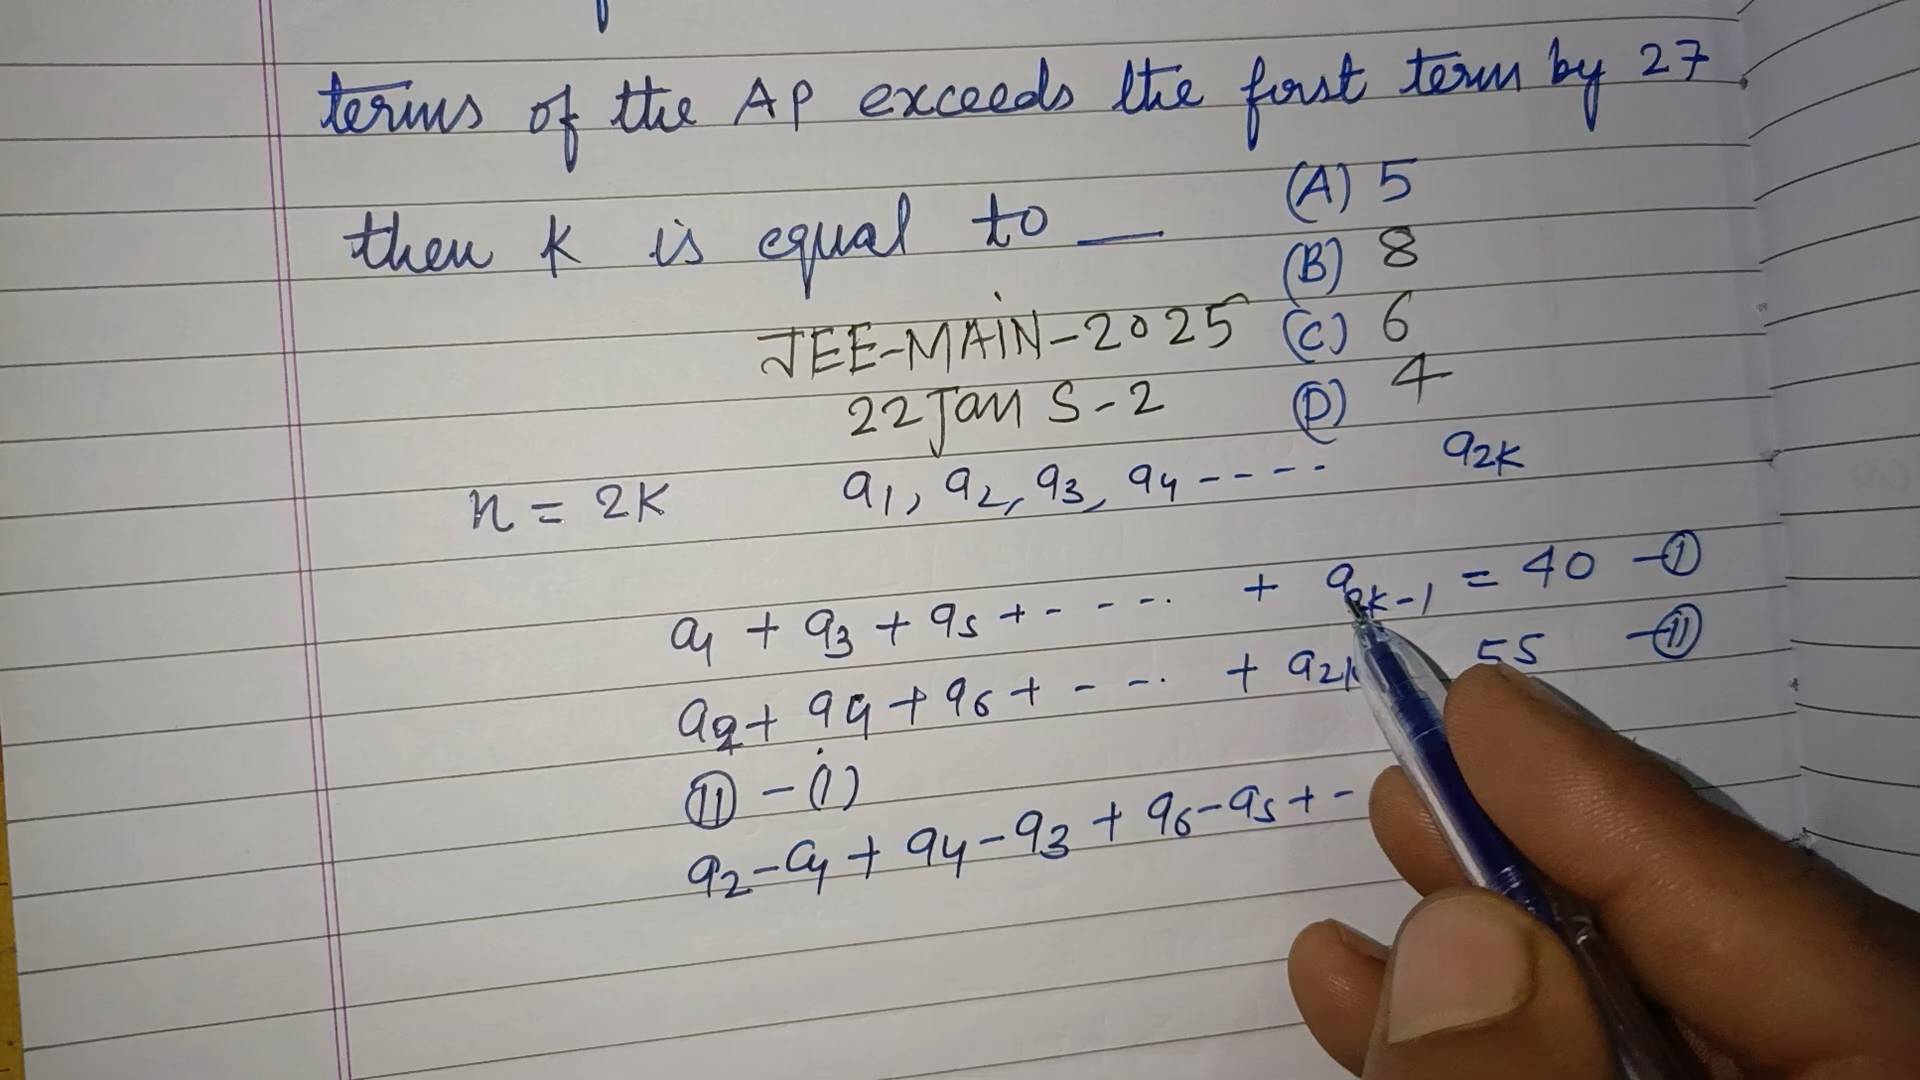 terms of the AP exceeds the first term by 27
then k is equal to __
(A) 5
(B) 8
(C) 6
(D) 4
JEE-MAIN-2025
22 Jan S-2
n = 2K a1, a2, a3, a4 ---- a2K
a1 + a3 + a5 + - - -. + a2K-1 = 40 -(I)
a2 + a4 + a6 + - - -. + a2K 55 -(II)
(II) - (i)
a2-a1 + a4-a3 + a6-a5 + -